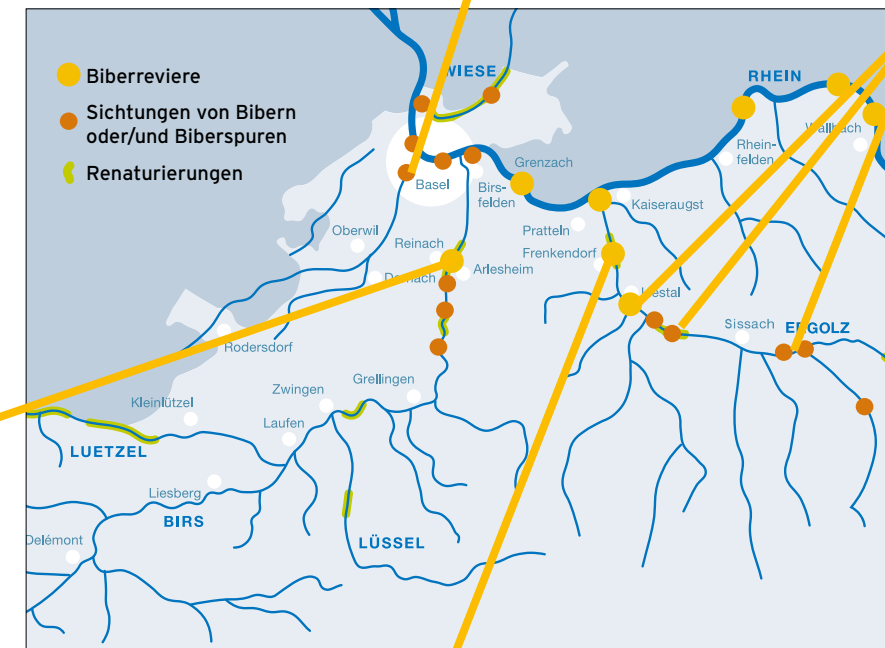 Biberreviere
Sichtungen von Bibern
oder/und Biberspuren
Renaturierungen
WIESE
RHEIN
Wallbach
Rhein-
felden
Grenzach
Basel
Birs-
felden
Kaiseraugst
Pratteln
Oberwil
Reinach
Frenkendorf
Arlesheim
Dornach
Liestal
Sissach
ERGOLZ
Rodersdorf
Grellingen
Zwingen
Kleinlützel
Laufen
LUETZEL
Liesberg
BIRS
LÜSSEL
Delémont